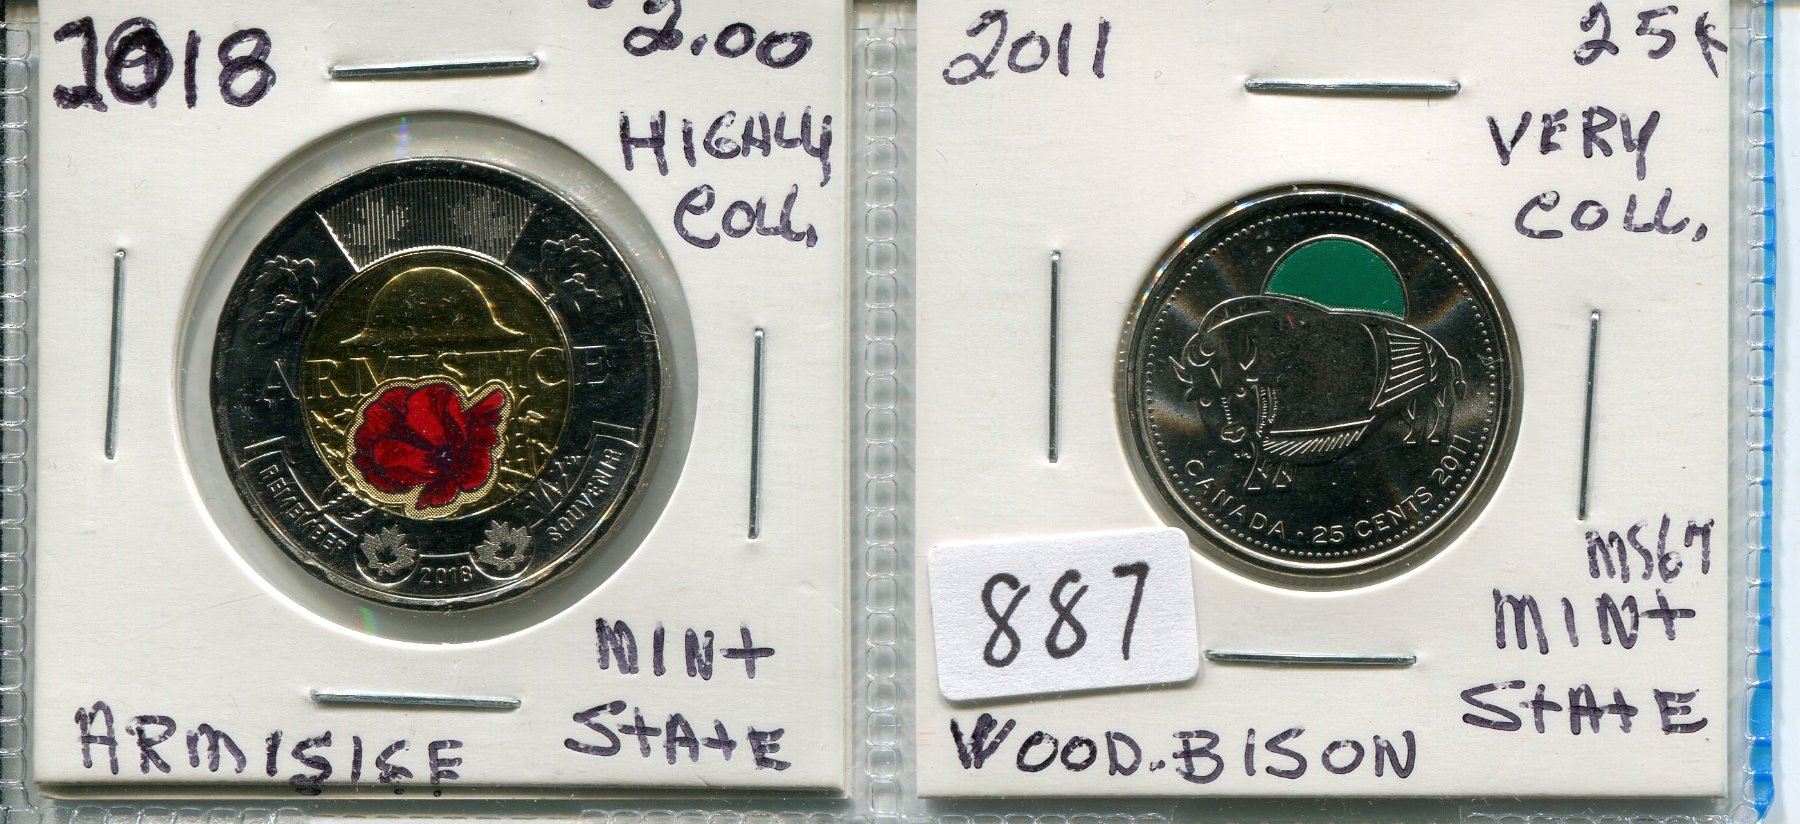 2018
2.00
HIGHLY
COLL.
ARMISTICE
REMEMBER
SOUVENIR
2018
MINT
STATE
ARMISISE
2011
25¢
VERY
COLL.
CANADA · 25 CENTS 2011
887
MS67
MINT
STATE
WOOD.BISON